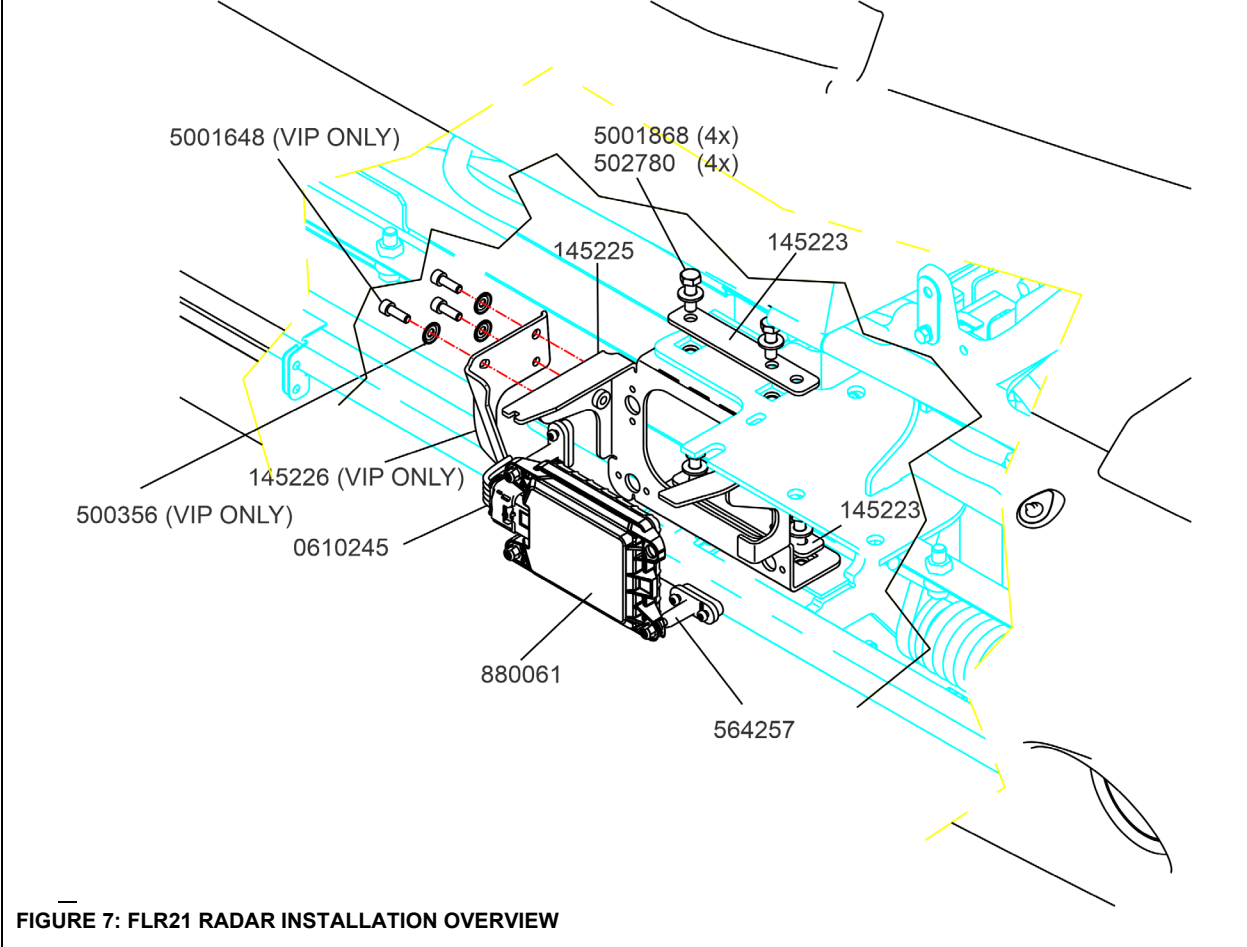 5001648 (VIP ONLY)
5001868 (4x)
502780 (4x)
145225
145223
145226 (VIP ONLY)
500356 (VIP ONLY)
0610245
145223
880061
564257
FIGURE 7: FLR21 RADAR INSTALLATION OVERVIEW